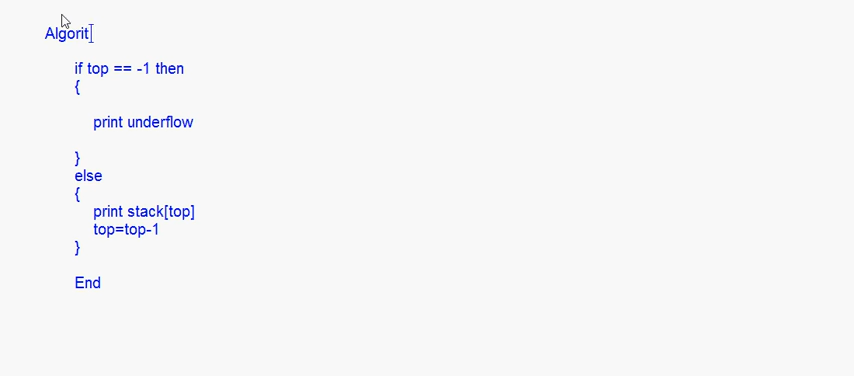 Algorit
if top == -1 then
{
print underflow
}
else
{
print stack[top]
top=top-1
}
End